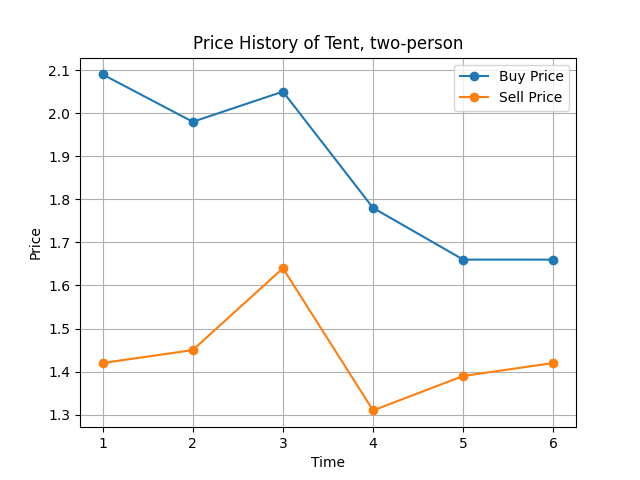 Price History of Tent, two-person
Buy Price
Sell Price
Price
2.1
2.0
1.9
1.8
1.7
1.6
1.5
1.4
1.3
1 2 3 4 5 6
Time